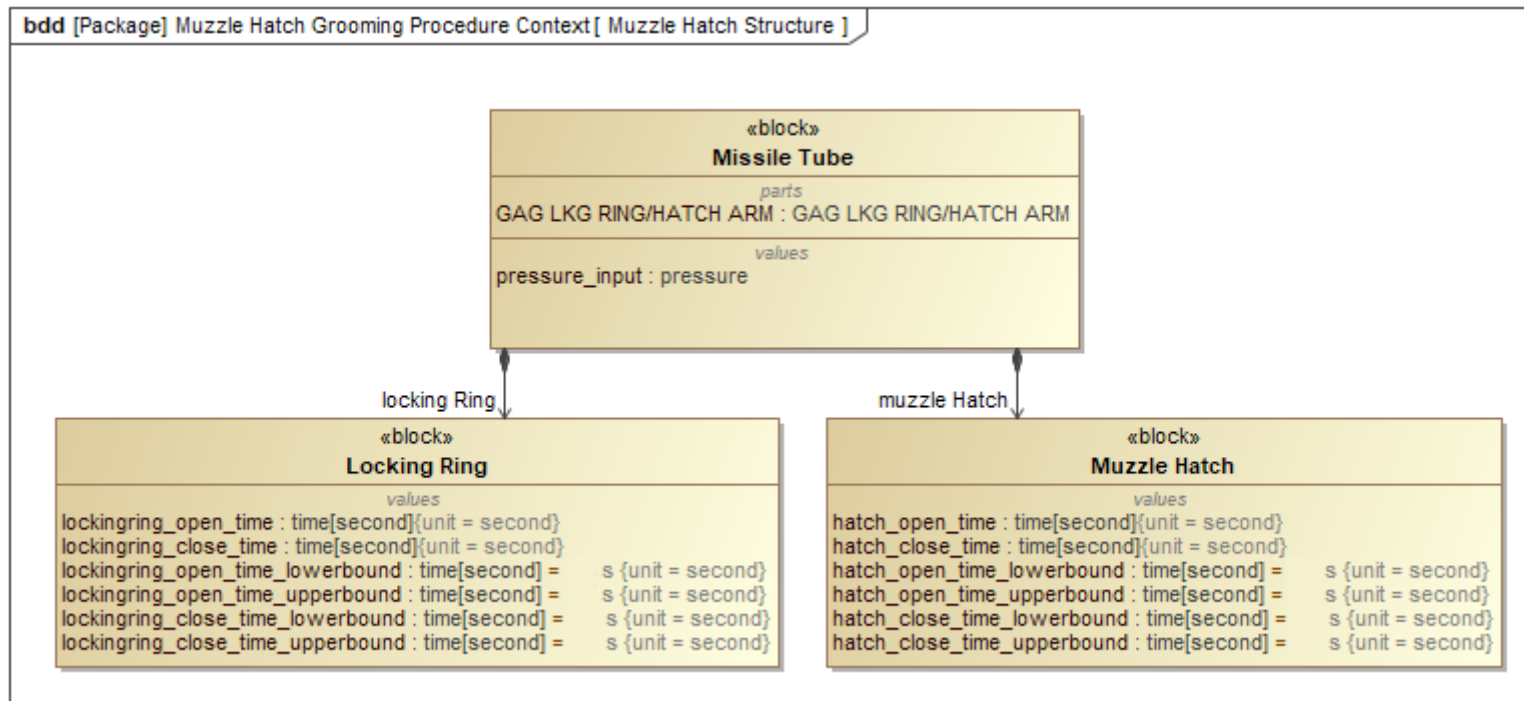 bdd [Package] Muzzle Hatch Grooming Procedure Context[ Muzzle Hatch Structure ]
«block»
Missile Tube
parts
GAG LKG RING/HATCH ARM : GAG LKG RING/HATCH ARM
values
pressure_input : pressure
locking Ring
muzzle Hatch
«block»
Locking Ring
values
lockingring_open_time : time[second]{unit = second}
lockingring_close_time : time[second]{unit = second}
lockingring_open_time_lowerbound : time[second] = s {unit = second}
lockingring_open_time_upperbound : time[second] = s {unit = second}
lockingring_close_time_lowerbound : time[second] = s {unit = second}
lockingring_close_time_upperbound : time[second] = s {unit = second}
«block»
Muzzle Hatch
values
hatch_open_time : time[second]{unit = second}
hatch_close_time : time[second]{unit = second}
hatch_open_time_lowerbound : time[second] = s {unit = second}
hatch_open_time_upperbound : time[second] = s {unit = second}
hatch_close_time_lowerbound : time[second] = s {unit = second}
hatch_close_time_upperbound : time[second] = s {unit = second}